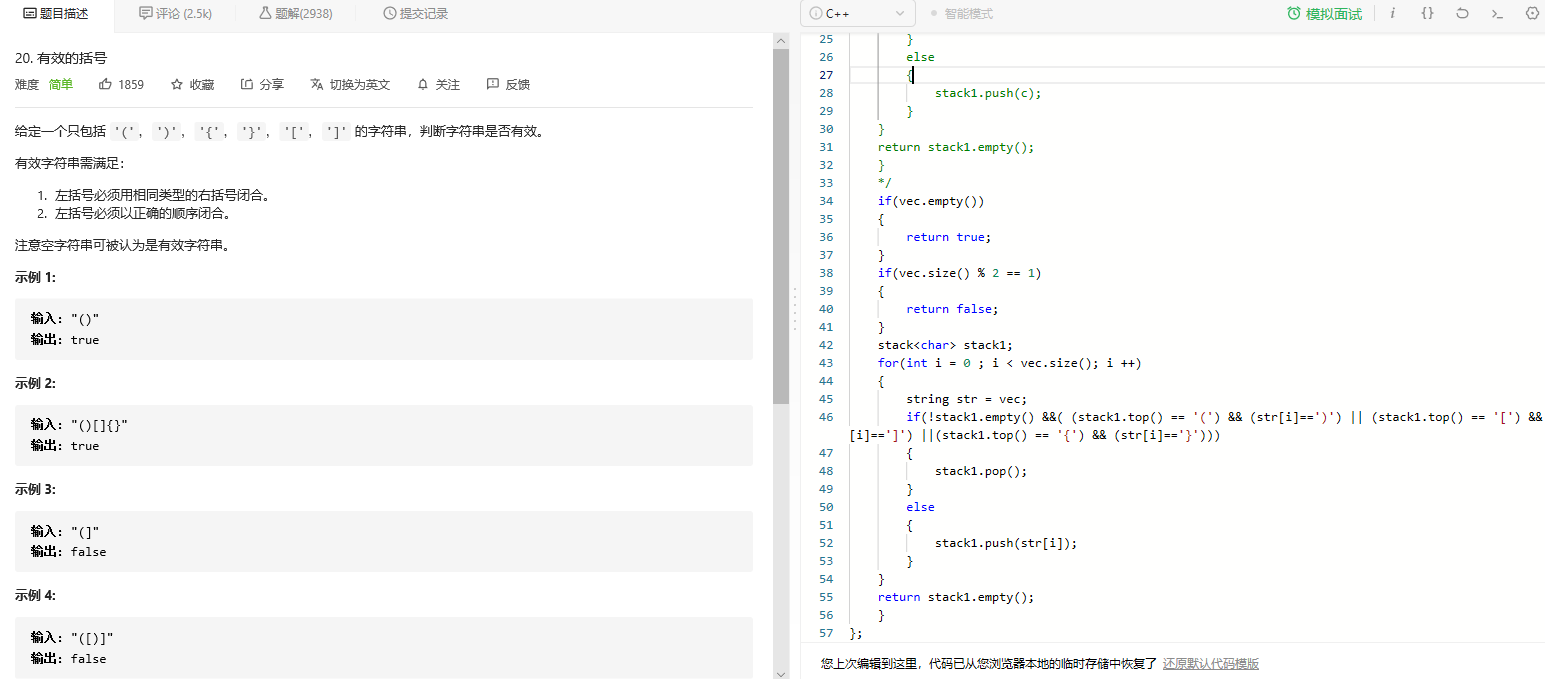 题目描述
评论 (2.5k)
题解(2938)
提交记录
20. 有效的括号
难度 简单 1859 收藏 分享 切换为英文 关注 反馈
给定一个只包括 '('，')'，'{'，'}'，'['，']' 的字符串，判断字符串是否有效。
有效字符串需满足：
1. 左括号必须用相同类型的右括号闭合。
2. 左括号必须以正确的顺序闭合。
注意空字符串可被认为是有效字符串。
示例 1:
输入: "()"
输出: true
示例 2:
输入: "()[]{}"
输出: true
示例 3:
输入: "(]"
输出: false
示例 4:
输入: "([)]"
输出: false
C++
智能模式
模拟面试
25 }
26 else
27 {
28 stack1.push(c);
29 }
30 }
31 return stack1.empty();
32 }
33 */
34 if(vec.empty())
35 {
36 return true;
37 }
38 if(vec.size() % 2 == 1)
39 {
40 return false;
41 }
42 stack<char> stack1;
43 for(int i = 0 ; i < vec.size(); i ++)
44 {
45 string str = vec;
46 if(!stack1.empty() &&( (stack1.top() == '(') && (str[i]==')') || (stack1.top() == '[') &&
[i]==']') ||(stack1.top() == '{') && (str[i]=='}')))
47 {
48 stack1.pop();
49 }
50 else
51 {
52 stack1.push(str[i]);
53 }
54 }
55 return stack1.empty();
56 }
57 };
您上次编辑到这里，代码已从您浏览器本地的临时存储中恢复了 还原默认代码模版